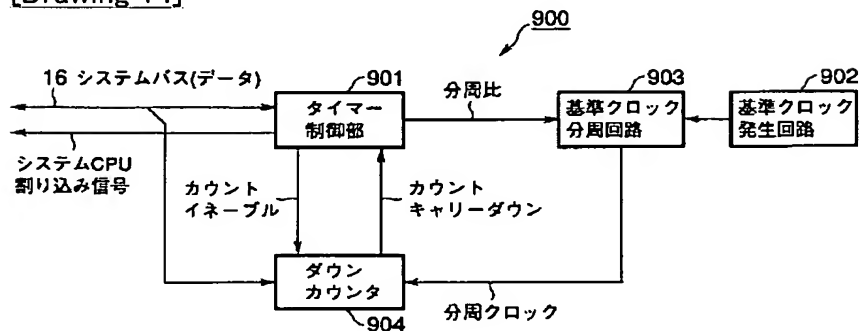 900
16 システムバス(データ)
901
903
902
タイマー
制御部
分周比
基準クロック
分周回路
基準クロック
発生回路
システムCPU
割り込み信号
カウント
イネーブル
カウント
キャリーダウン
ダウン
カウンタ
分周クロック
904